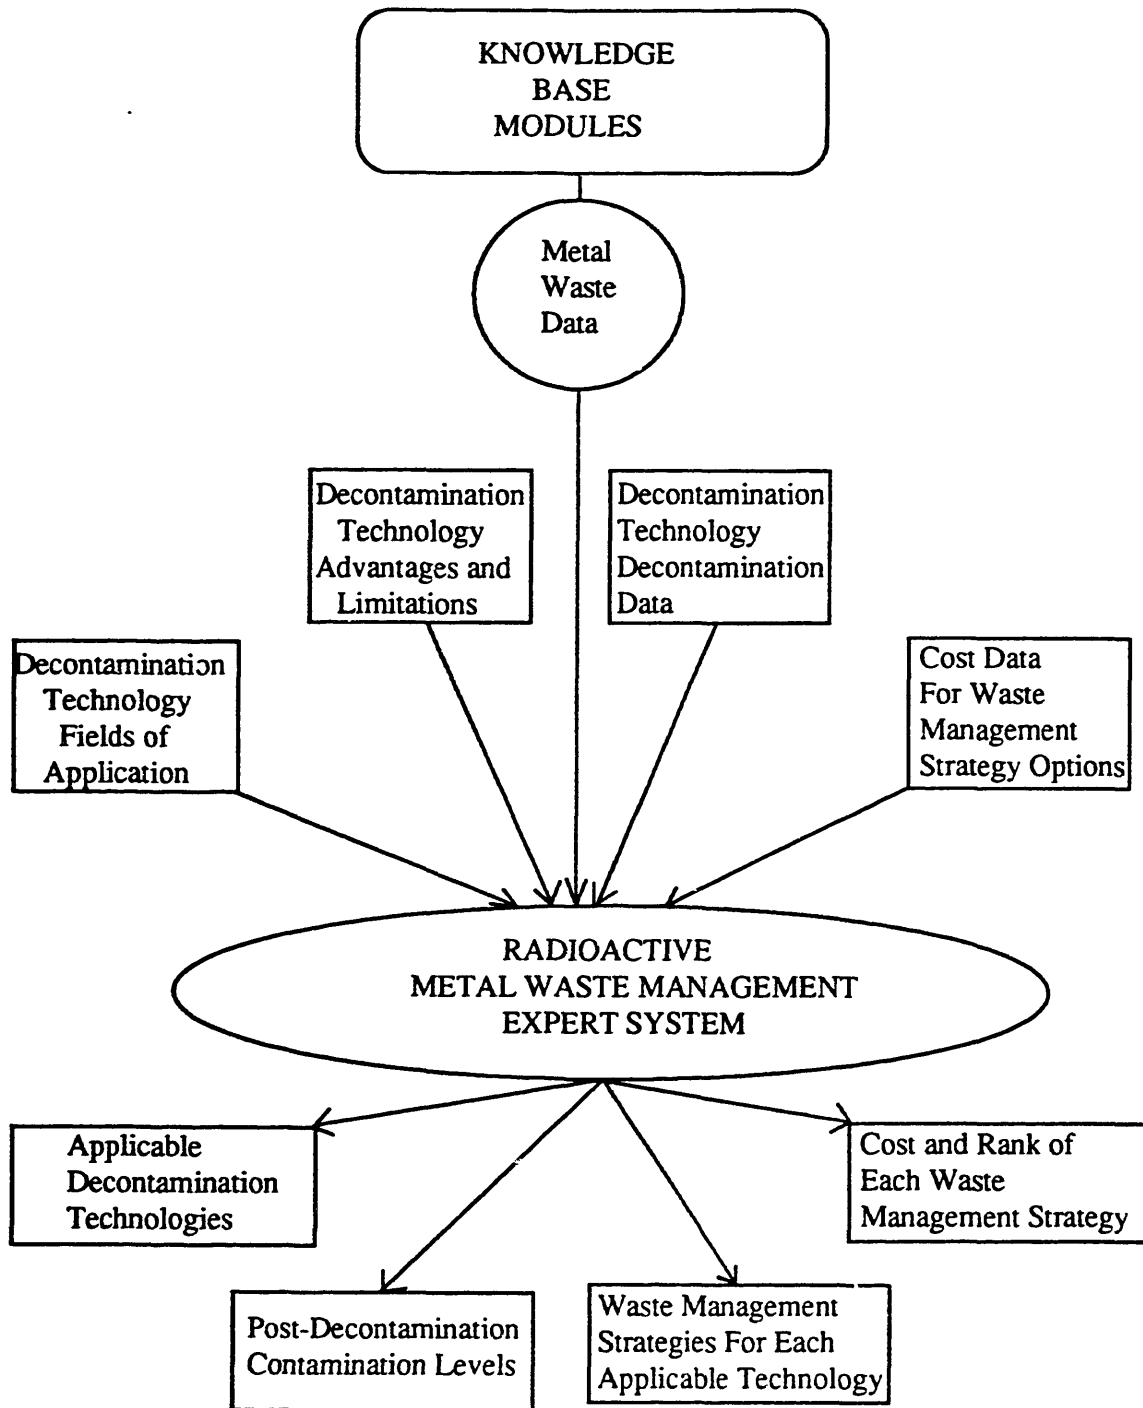 KNOWLEDGE
BASE
MODULES
Metal
Waste
Data
Decontamination
Technology
Advantages and
Limitations
Decontamination
Technology
Decontamination
Data
Decontamination
Technology
Fields of
Application
Cost Data
For Waste
Management
Strategy Options
RADIOACTIVE
METAL WASTE MANAGEMENT
EXPERT SYSTEM
Applicable
Decontamination
Technologies
Cost and Rank of
Each Waste
Management Strategy
Post-Decontamination
Contamination Levels
Waste Management
Strategies For Each
Applicable Technology